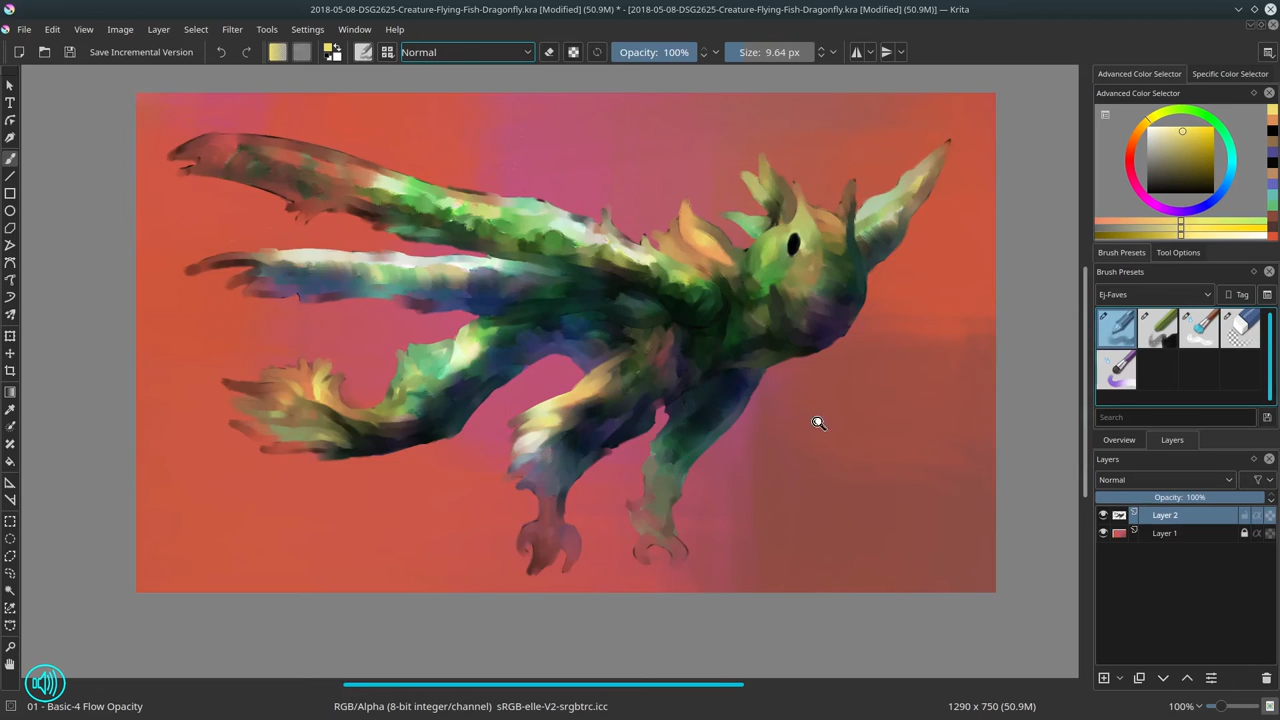 2018-05-08-DSG2625-Creature-Flying-Fish-Dragonfly.kra [Modified] (50.9M) * - [2018-05-08-DSG2625-Creature-Flying-Fish-Dragonfly.kra [Modified] (50.9M)] — Krita
File Edit View Image Layer Select Filter Tools Settings Window Help
Save Incremental Version Normal Opacity: 100% Size: 9.64 px
Advanced Color Selector Specific Color Selector
Advanced Color Selector
Brush Presets Tool Options
Brush Presets
Ej-Faves Tag
Search
Overview Layers
Layers
Normal
Opacity: 100%
Layer 2
Layer 1
01 - Basic-4 Flow Opacity RGB/Alpha (8-bit integer/channel) sRGB-elle-V2-srgbtrc.icc 1290 x 750 (50.9M) 100%